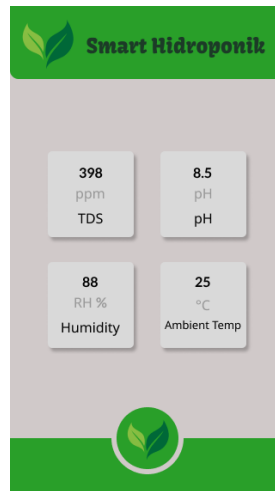 Smart Hidroponik
398
ppm
TDS
8.5
pH
pH
88
RH %
Humidity
25
°C
Ambient Temp